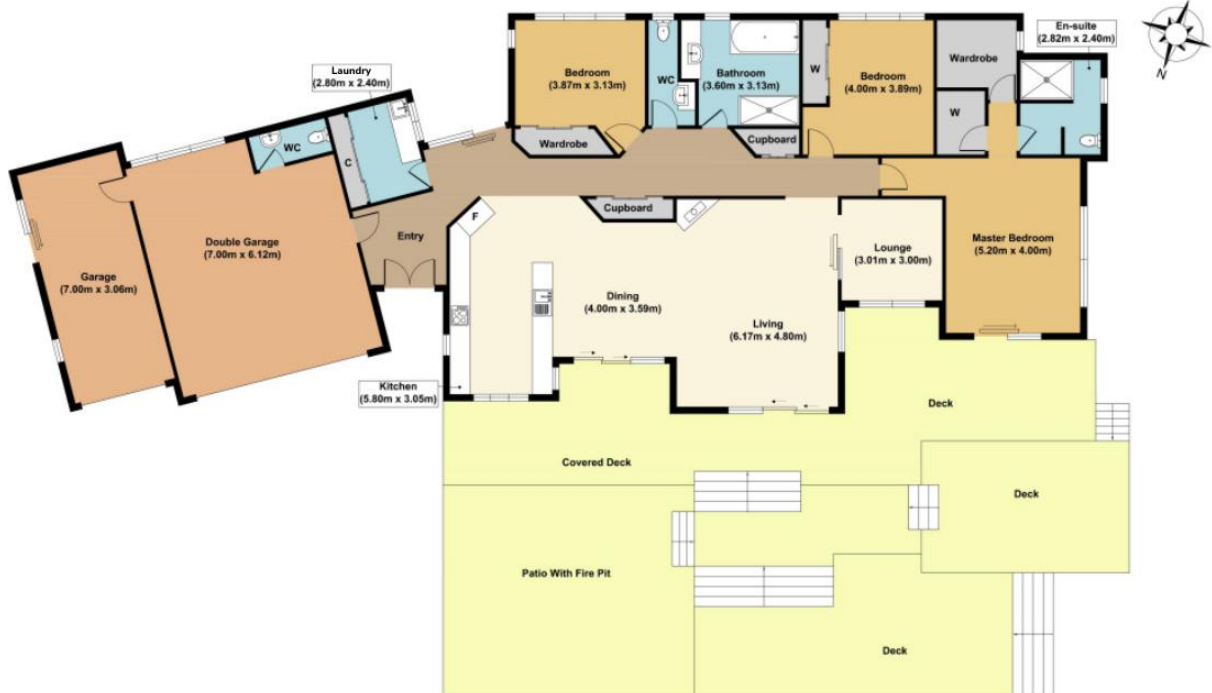 En-suite
(2.82m x 2.40m)
N
Laundry
(2.80m x 2.40m)
Bedroom
(3.87m x 3.13m)
WC
Bathroom
(3.60m x 3.13m)
W
Bedroom
(4.00m x 3.89m)
Wardrobe
W
WC
C
Wardrobe
Cupboard
Cupboard
F
Entry
Double Garage
(7.00m x 6.12m)
Garage
(7.00m x 3.06m)
Lounge
(3.01m x 3.00m)
Master Bedroom
(5.20m x 4.00m)
Dining
(4.00m x 3.59m)
Living
(6.17m x 4.80m)
Kitchen
(5.80m x 3.05m)
Deck
Covered Deck
Deck
Patio With Fire Pit
Deck